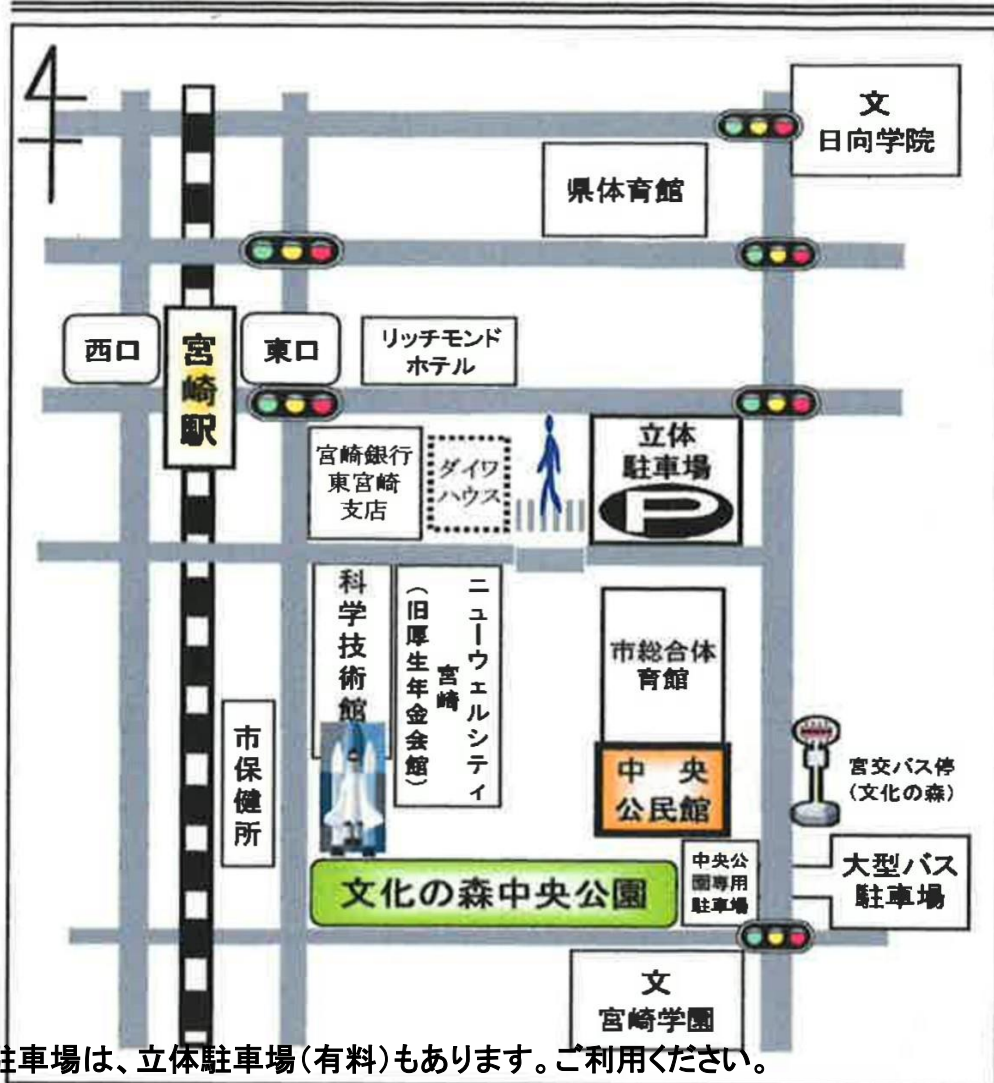 文
日向学院
県体育館
西口
宮崎駅
東口
リッチモンド
ホテル
宮崎銀行
東宮崎
支店
ダイワ
ハウス
立体
駐車場
P
科学技術館
ニューウェルシティ
宮崎
（旧厚生年金会館）
市総合体
育館
市保健所
中央
公民館
宮交バス停
（文化の森）
文化の森中央公園
中央公
園専用
駐車場
大型バス
駐車場
文
宮崎学園
駐車場は、立体駐車場（有料）もあります。ご利用ください。